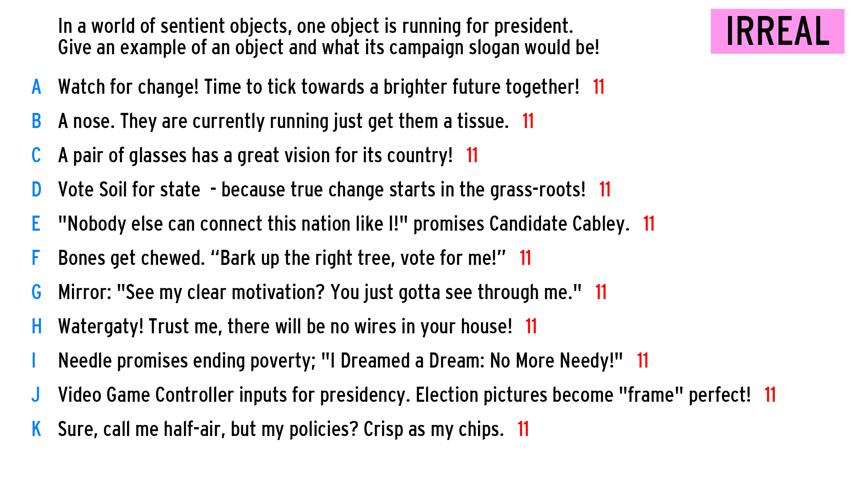 In a world of sentient objects, one object is running for president.
IRREAL
Give an example of an object and what its campaign slogan would be!
A Watch for change! Time to tick towards a brighter future together! 11
B A nose. They are currently running just get them a tissue. 11
C A pair of glasses has a great vision for its country! 11
D Vote Soil for state - because true change starts in the grass-roots! 11
E "Nobody else can connect this nation like I!" promises Candidate Cabley. 11
F Bones get chewed. “Bark up the right tree, vote for me!” 11
G Mirror: "See my clear motivation? You just gotta see through me." 11
H Watergaty! Trust me, there will be no wires in your house! 11
I Needle promises ending poverty; "I Dreamed a Dream: No More Needy!" 11
J Video Game Controller inputs for presidency. Election pictures become "frame" perfect! 11
K Sure, call me half-air, but my policies? Crisp as my chips. 11